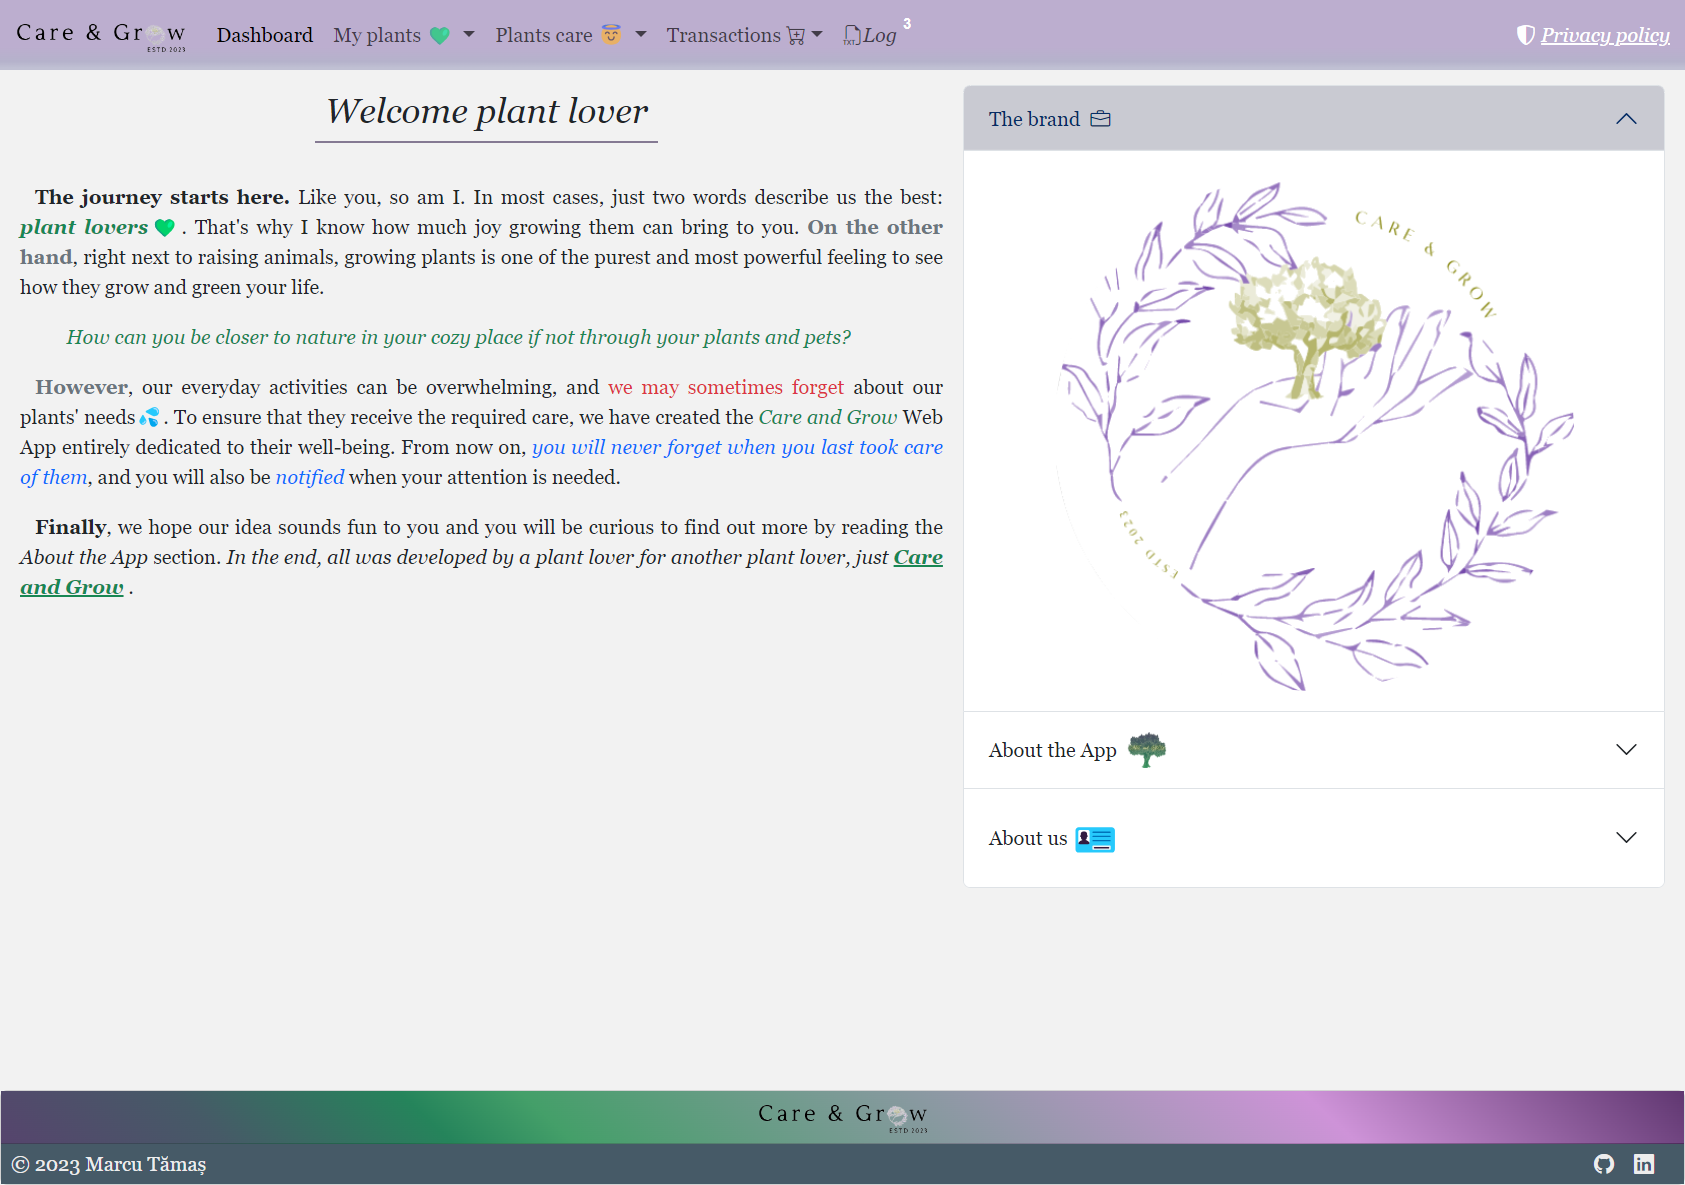 Care & Grow
ESTD 2023
Dashboard
My plants
Plants care
Transactions
TXT
Log
3
Privacy policy
Welcome plant lover
The journey starts here. Like you, so am I. In most cases, just two words describe us the best:
plant lovers 💚 . That's why I know how much joy growing them can bring to you. On the other
hand, right next to raising animals, growing plants is one of the purest and most powerful feeling to see
how they grow and green your life.
How can you be closer to nature in your cozy place if not through your plants and pets?
However, our everyday activities can be overwhelming, and we may sometimes forget about our
plants' needs💦 . To ensure that they receive the required care, we have created the Care and Grow Web
App entirely dedicated to their well-being. From now on, you will never forget when you last took care
of them, and you will also be notified when your attention is needed.
Finally, we hope our idea sounds fun to you and you will be curious to find out more by reading the
About the App section. In the end, all was developed by a plant lover for another plant lover, just Care
and Grow .
The brand
CARE & GROW
ESTD 2023
About the App
About us
Care & Grow
ESTD 2023
© 2023 Marcu Tămaș
in